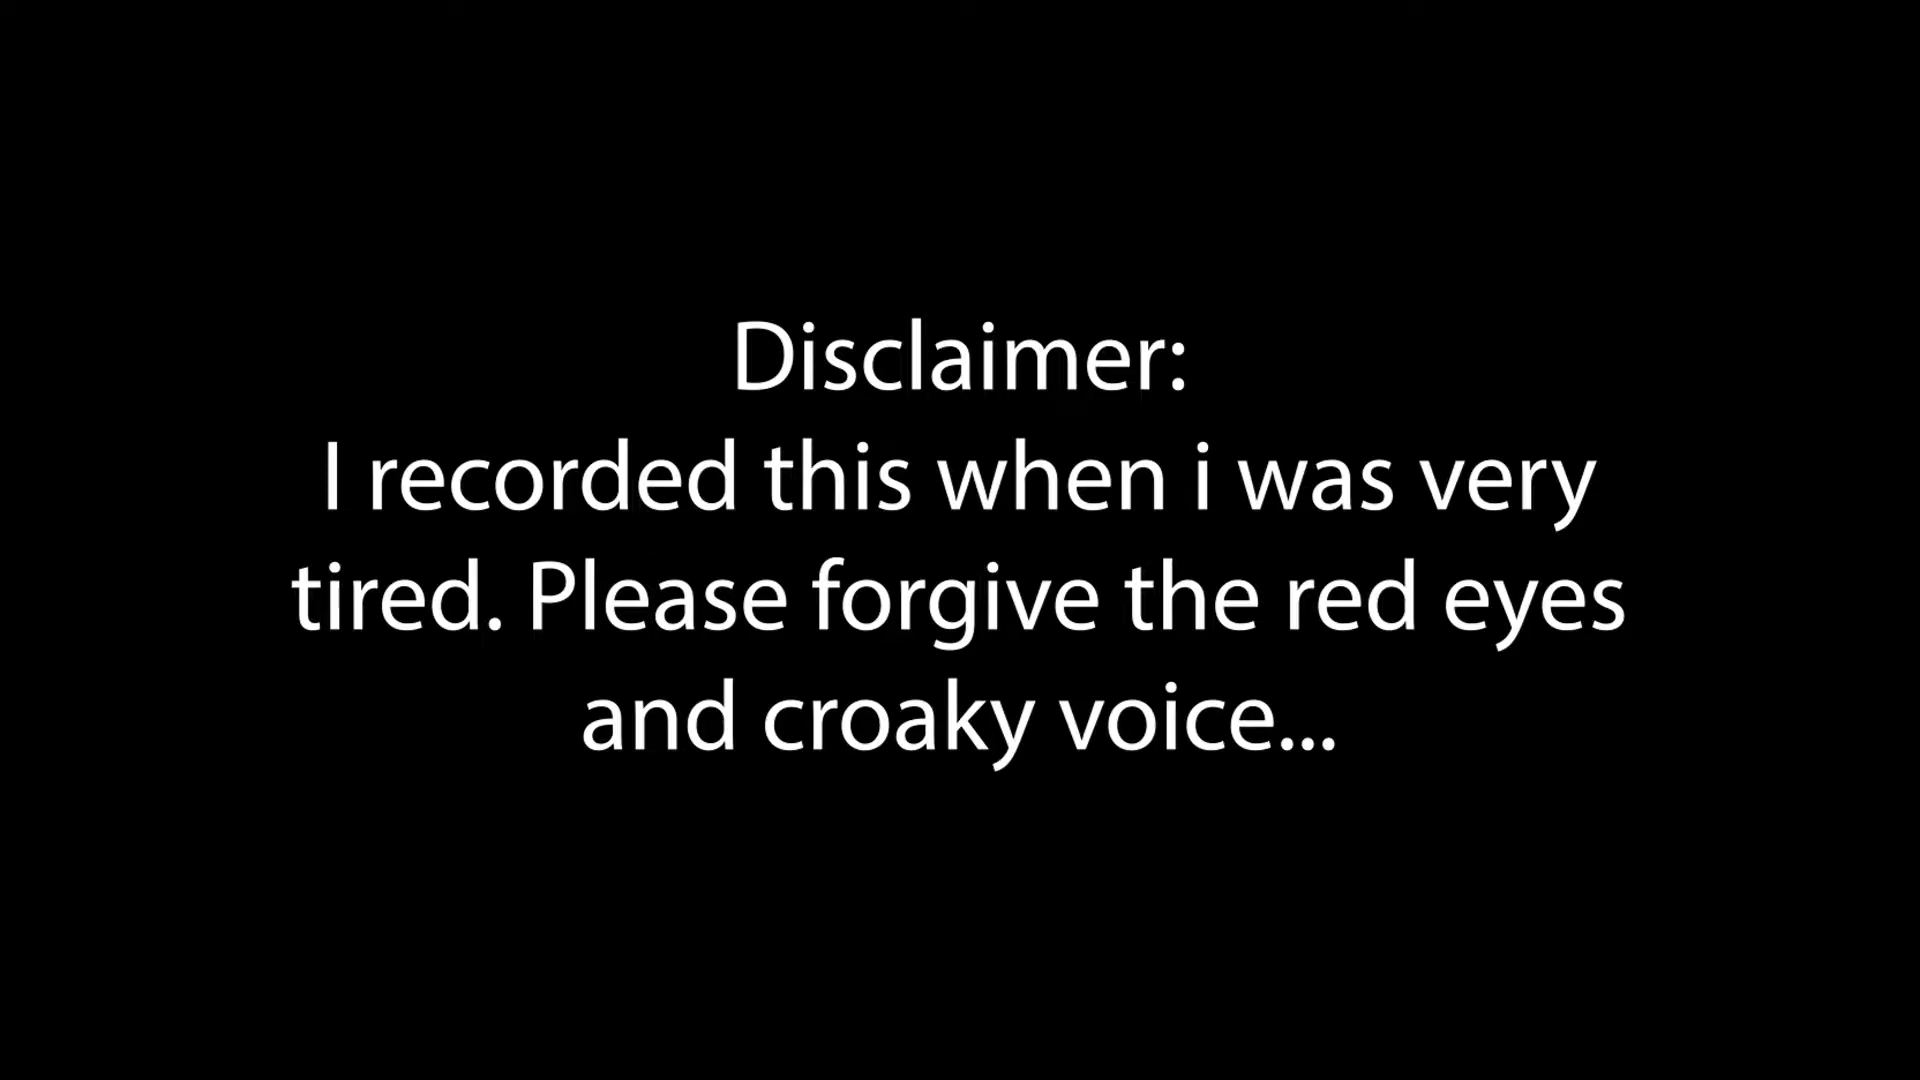 Disclaimer:
I recorded this when i was very
tired. Please forgive the red eyes
and croaky voice...